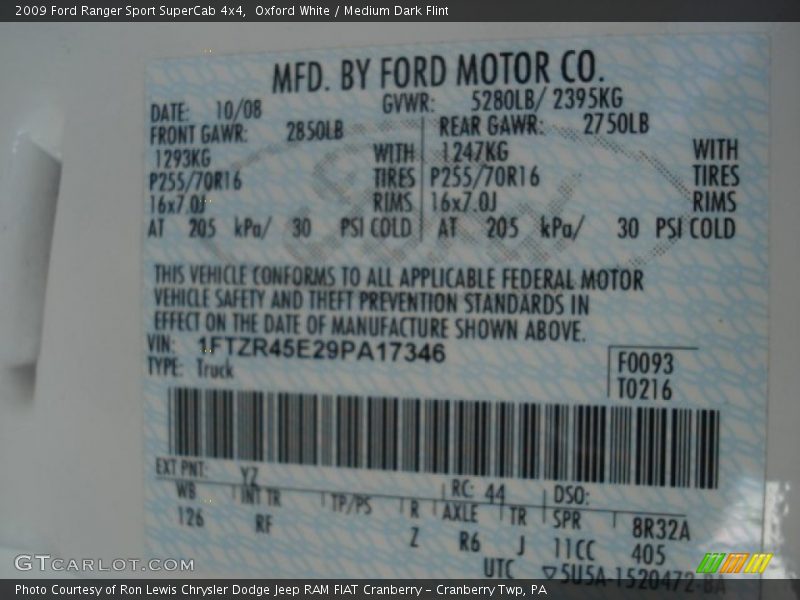 2009 Ford Ranger Sport SuperCab 4x4, Oxford White / Medium Dark Flint
MFD. BY FORD MOTOR CO.
DATE: 10/08 GVWR: 5280LB/ 2395KG
FRONT GAWR: 2850LB REAR GAWR: 2750LB
1293KG WITH 1247KG WITH
P255/70R16 TIRES P255/70R16 TIRES
16x7.0J RIMS 16x7.0J RIMS
AT 205 kPa/ 30 PSI COLD AT 205 kPa/ 30 PSI COLD
THIS VEHICLE CONFORMS TO ALL APPLICABLE FEDERAL MOTOR
VEHICLE SAFETY AND THEFT PREVENTION STANDARDS IN
EFFECT ON THE DATE OF MANUFACTURE SHOWN ABOVE.
VIN: 1FTZR45E29PA17346
TYPE: Truck
F0093
T0216
EXT PNT: YZ RC: 44 DSO:
WB INT TR TP/PS R AXLE TR SPR 8R32A
126 RF Z R6 J 11CC 405
UTC ▽5U5A-1520472-BA
GTCARLOT.COM
Photo Courtesy of Ron Lewis Chrysler Dodge Jeep RAM FIAT Cranberry – Cranberry Twp, PA